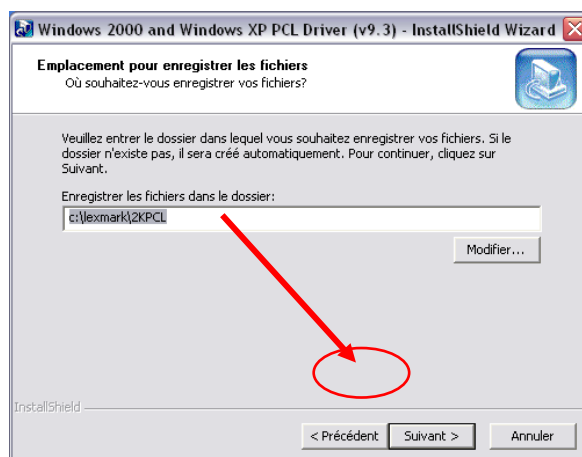 Windows 2000 and Windows XP PCL Driver (v9.3) - InstallShield Wizard
Emplacement pour enregistrer les fichiers
Où souhaitez-vous enregistrer vos fichiers?
Veuillez entrer le dossier dans lequel vous souhaitez enregistrer vos fichiers. Si le
dossier n'existe pas, il sera créé automatiquement. Pour continuer, cliquez sur
Suivant.
Enregistrer les fichiers dans le dossier:
c:\lexmark\2KPCL
Modifier...
InstallShield
< Précédent Suivant > Annuler